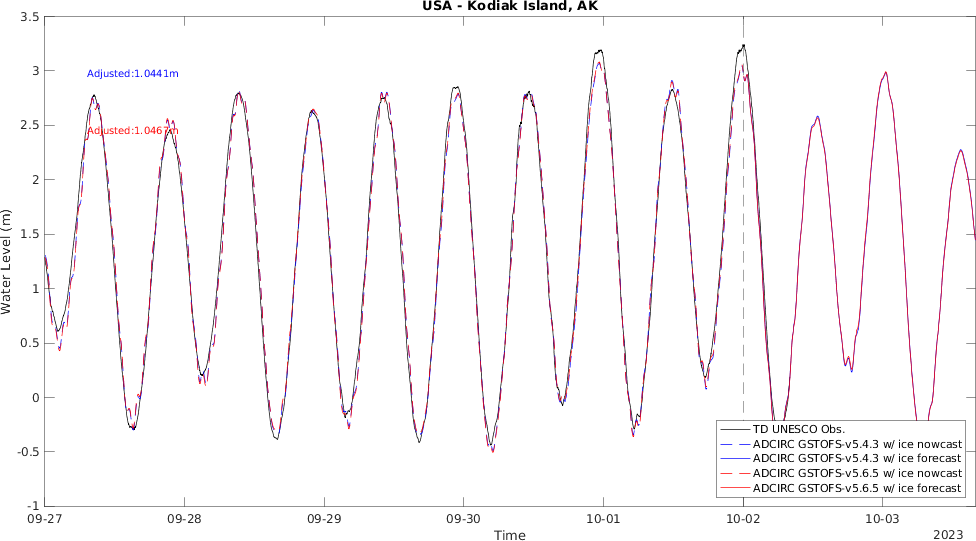 USA - Kodiak Island, AK
3.5
3
2.5
2
1.5
1
0.5
0
-0.5
-1
Water Level (m)
Adjusted:1.0441m
Adjusted:1.0467m
TD UNESCO Obs.
ADCIRC GSTOFS-v5.4.3 w/ ice nowcast
ADCIRC GSTOFS-v5.4.3 w/ ice forecast
ADCIRC GSTOFS-v5.6.5 w/ ice nowcast
ADCIRC GSTOFS-v5.6.5 w/ ice forecast
09-27 09-28 09-29 09-30 10-01 10-02 10-03
Time
2023